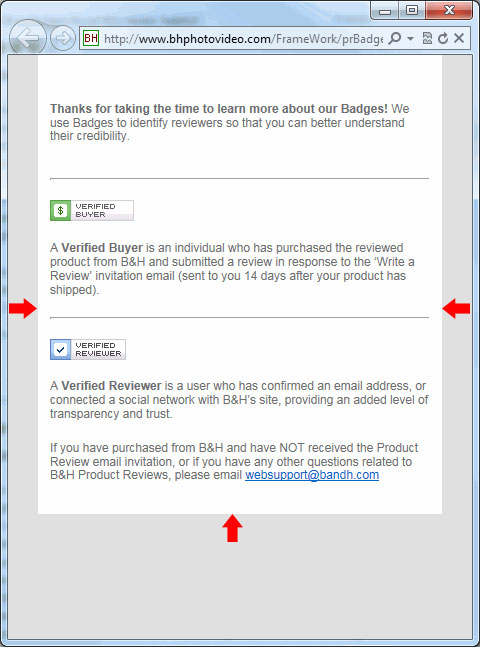 BH http://www.bhphotovideo.com/FrameWork/prBadge
Thanks for taking the time to learn more about our Badges! We
use Badges to identify reviewers so that you can better understand
their credibility.
$ VERIFIED
BUYER
A Verified Buyer is an individual who has purchased the reviewed
product from B&H and submitted a review in response to the ‘Write a
Review’ invitation email (sent to you 14 days after your product has
shipped).
VERIFIED
REVIEWER
A Verified Reviewer is a user who has confirmed an email address, or
connected a social network with B&H's site, providing an added level of
transparency and trust.
If you have purchased from B&H and have NOT received the Product
Review email invitation, or if you have any other questions related to
B&H Product Reviews, please email websupport@bandh.com